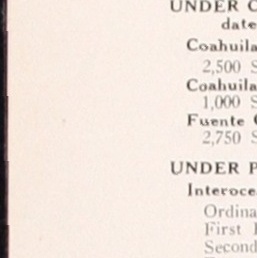 UNDER
date
Coahuila
2,500
Coahuila
1,000
Fuente
2,750
UNDER
Interoce
Ordina
First
Second